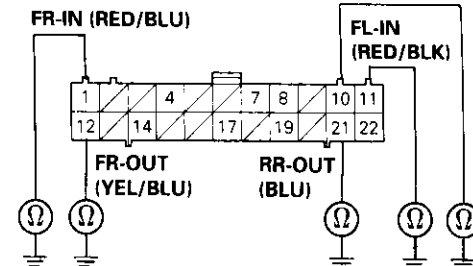 FR-IN (RED/BLU)
FL-IN
(RED/BLK)
1 4 7 8 10 11
12 14 17 19 21 22
FR-OUT
(YEL/BLU)
RR-OUT
(BLU)
Ω Ω Ω Ω Ω